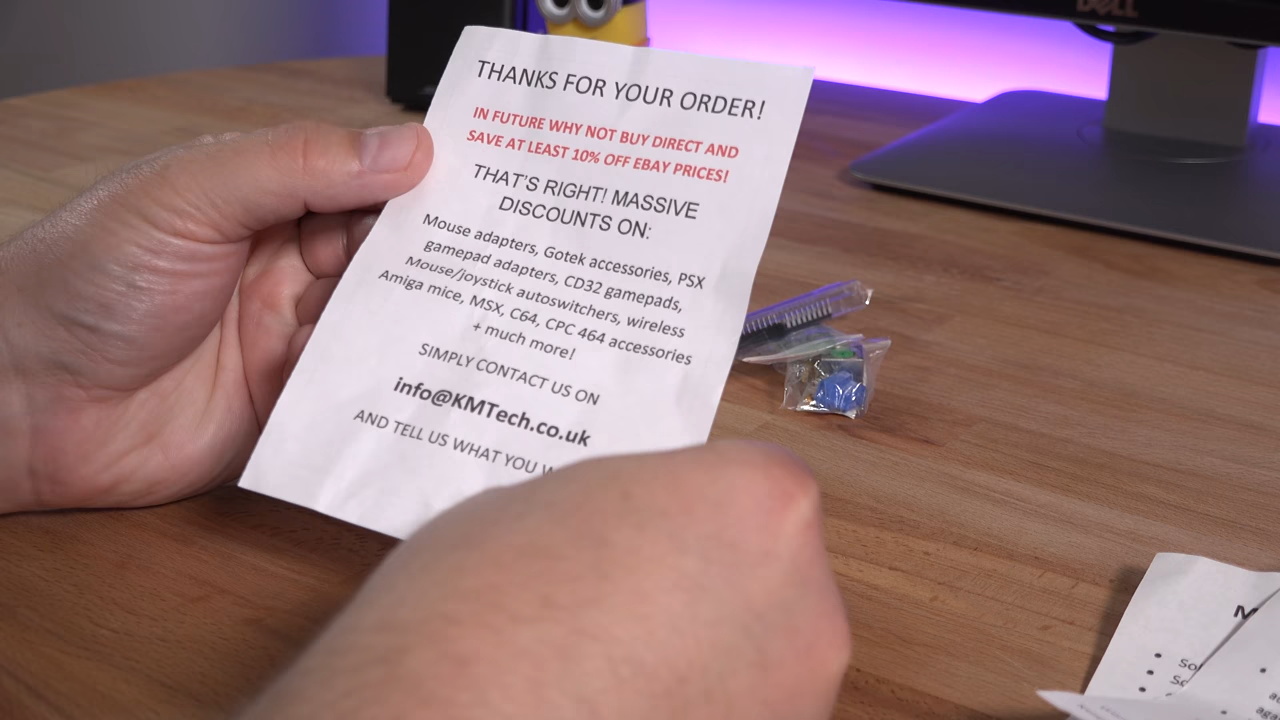 DELL
THANKS FOR YOUR ORDER!
IN FUTURE WHY NOT BUY DIRECT AND
SAVE AT LEAST 10% OFF EBAY PRICES!
THAT'S RIGHT! MASSIVE
DISCOUNTS ON:
Mouse adapters, Gotek accessories, PSX
gamepad adapters, CD32 gamepads,
Mouse/joystick autoswitchers, wireless
Amiga mice, MSX, C64, CPC 464 accessories
+ much more!
SIMPLY CONTACT US ON
info@KMTech.co.uk
AND TELL US WHAT YOU